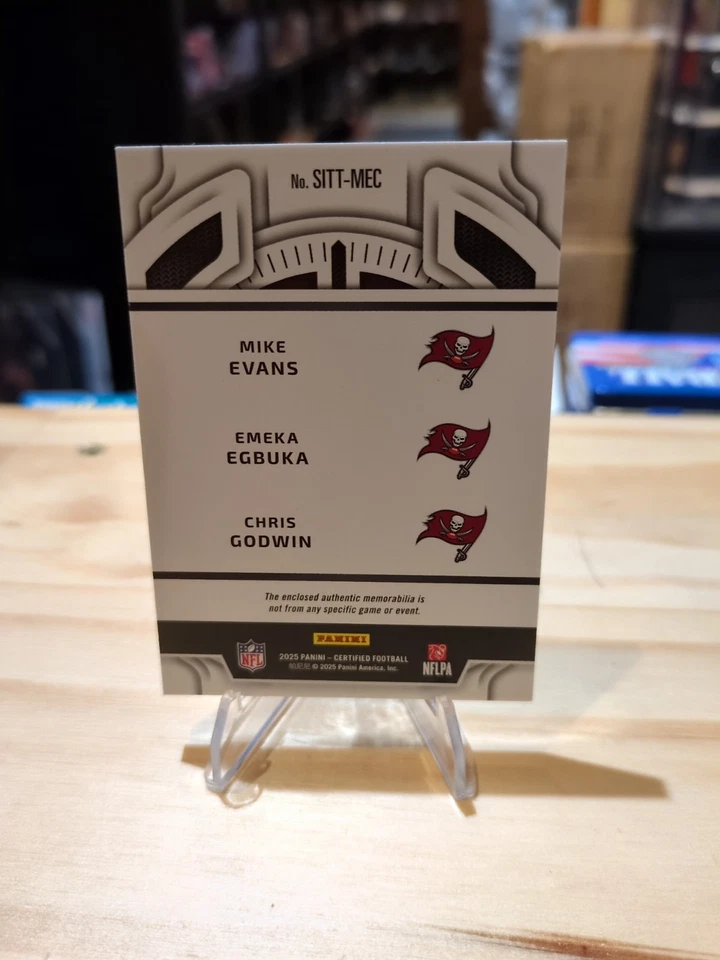 No. SITT-MEC
MIKE
EVANS
EMEKA
EGBUKA
CHRIS
GODWIN
The enclosed authentic memorabilia is
not from any specific game or event.
PANINI
NFL
2025 PANINI – CERTIFIED FOOTBALL
© 2025 Panini America, Inc.
NFLPA